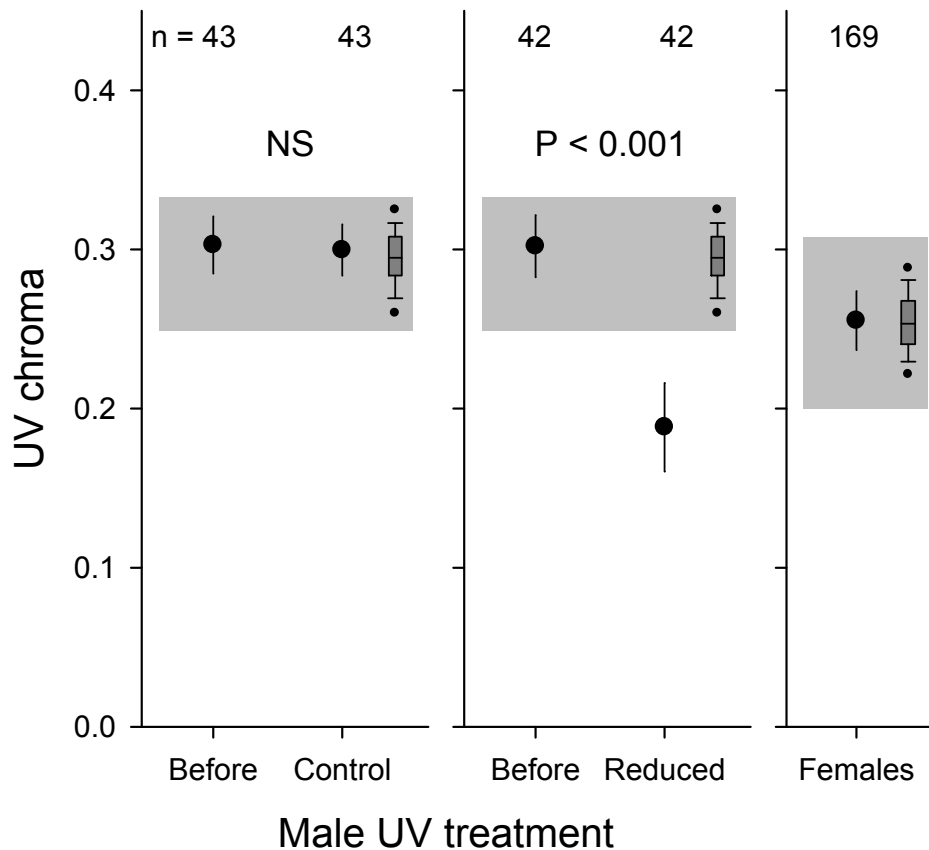 n = 43 43 42 42 169
0.4
NS P < 0.001
0.3
UV chroma
0.2
0.1
0.0
Before Control Before Reduced Females
Male UV treatment